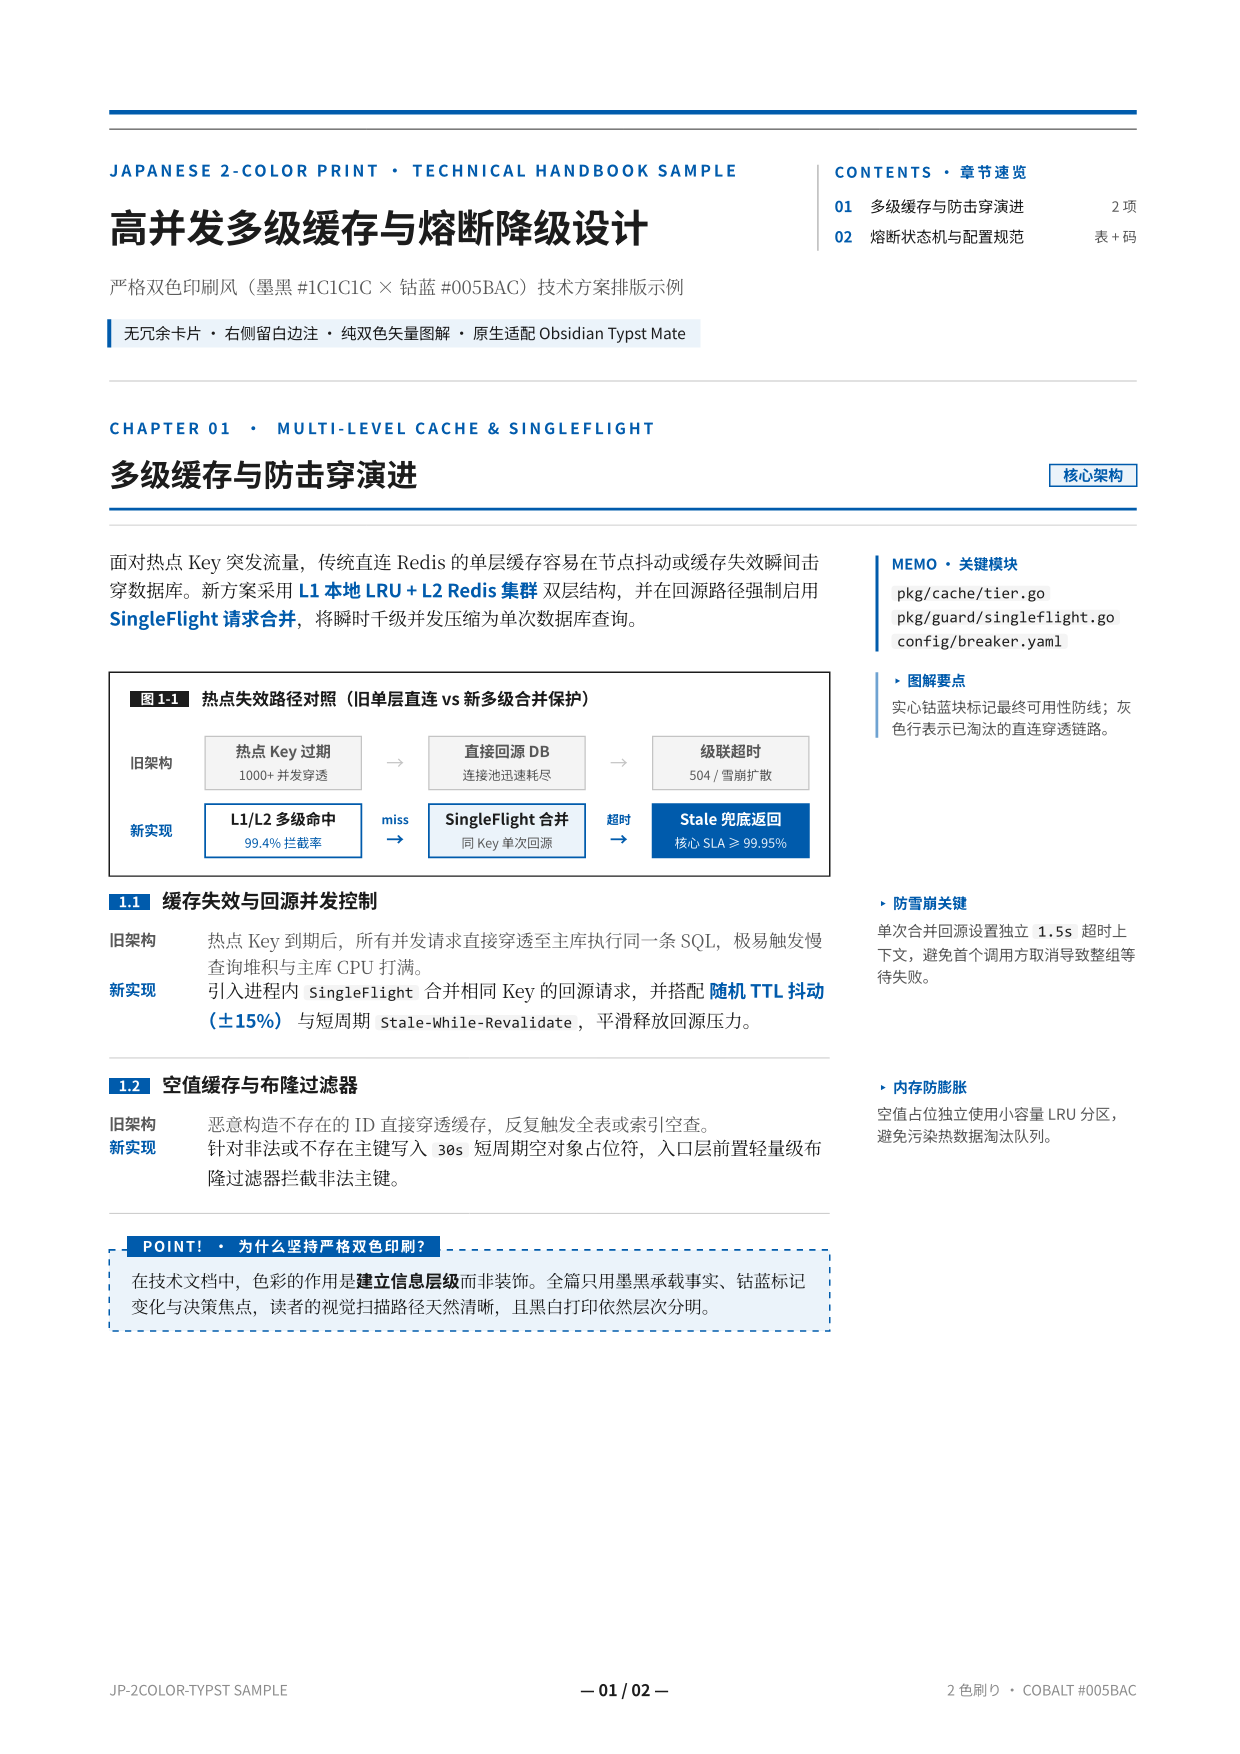 JAPANESE 2-COLOR PRINT · TECHNICAL HANDBOOK SAMPLE
高并发多级缓存与熔断降级设计
严格双色印刷风（墨黑 #1C1C1C × 钴蓝 #005BAC）技术方案排版示例
无冗余卡片 · 右侧留白边注 · 纯双色矢量图解 · 原生适配 Obsidian Typst Mate
CONTENTS · 章节速览
01 多级缓存与防击穿演进 2 项
02 熔断状态机与配置规范 表 + 码
CHAPTER 01 · MULTI-LEVEL CACHE & SINGLEFLIGHT
多级缓存与防击穿演进
核心架构
面对热点 Key 突发流量，传统直连 Redis 的单层缓存容易在节点抖动或缓存失效瞬间击
穿数据库。新方案采用 L1 本地 LRU + L2 Redis 集群 双层结构，并在回源路径强制启用
SingleFlight 请求合并，将瞬时千级并发压缩为单次数据库查询。
MEMO · 关键模块
pkg/cache/tier.go
pkg/guard/singleflight.go
config/breaker.yaml
图 1-1 热点失效路径对照（旧单层直连 vs 新多级合并保护）
旧架构
热点 Key 过期
1000+ 并发穿透
→
直接回源 DB
连接池迅速耗尽
→
级联超时
504 / 雪崩扩散
新实现
L1/L2 多级命中
99.4% 拦截率
miss
→
SingleFlight 合并
同 Key 单次回源
超时
→
Stale 兜底返回
核心 SLA ⩾ 99.95%
‣ 图解要点
实心钴蓝块标记最终可用性防线；灰
色行表示已淘汰的直连穿透链路。
1.1 缓存失效与回源并发控制
旧架构 热点 Key 到期后，所有并发请求直接穿透至主库执行同一条 SQL，极易触发慢
查询堆积与主库 CPU 打满。
新实现 引入进程内 SingleFlight 合并相同 Key 的回源请求，并搭配 随机 TTL 抖动
（±15%） 与短周期 Stale-While-Revalidate，平滑释放回源压力。
‣ 防雪崩关键
单次合并回源设置独立 1.5s 超时上
下文，避免首个调用方取消导致整组等
待失败。
1.2 空值缓存与布隆过滤器
旧架构 恶意构造不存在的 ID 直接穿透缓存，反复触发全表或索引空查。
新实现 针对非法或不存在主键写入 30s 短周期空对象占位符，入口层前置轻量级布
隆过滤器拦截非法主键。
‣ 内存防膨胀
空值占位独立使用小容量 LRU 分区，
避免污染热数据淘汰队列。
POINT! · 为什么坚持严格双色印刷？
在技术文档中，色彩的作用是建立信息层级而非装饰。全篇只用墨黑承载事实、钴蓝标记
变化与决策焦点，读者的视觉扫描路径天然清晰，且黑白打印依然层次分明。
JP-2COLOR-TYPST SAMPLE
— 01 / 02 —
2 色刷り · COBALT #005BAC